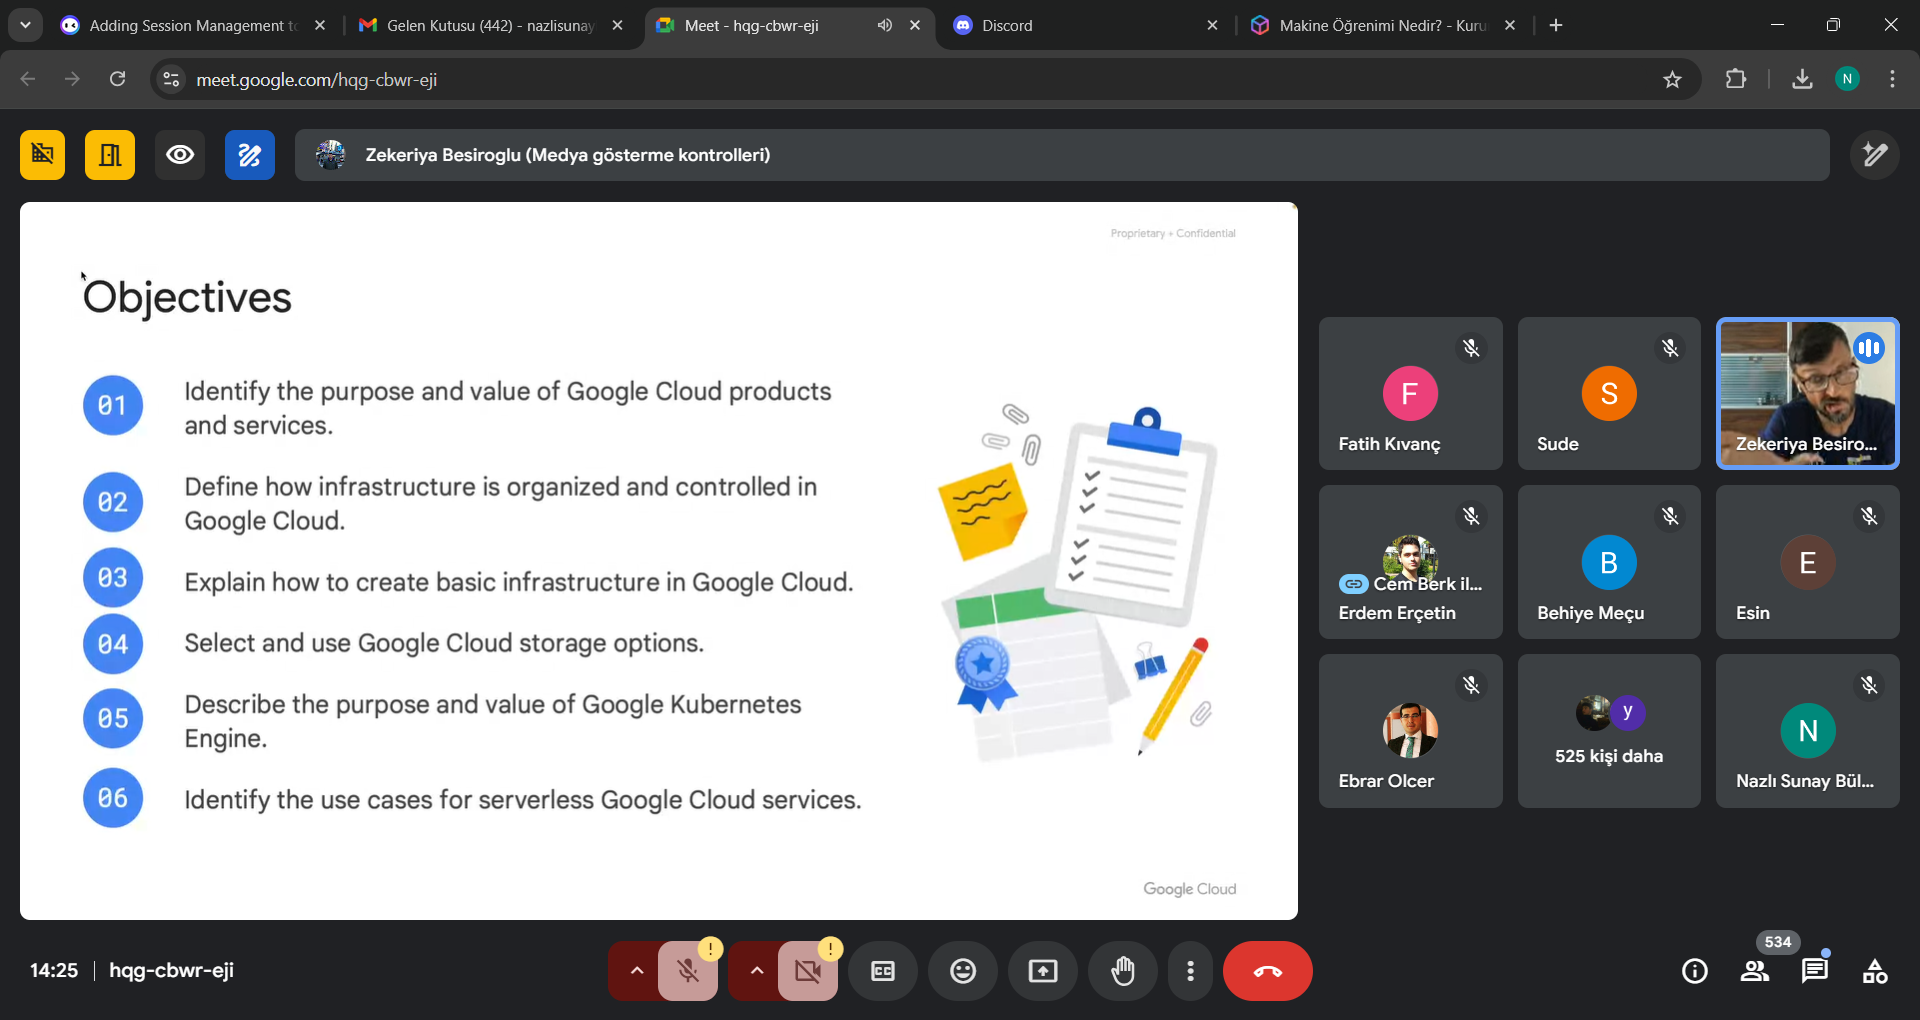 Adding Session Management to
Gelen Kutusu (442) - nazlisunay
Meet - hqg-cbwr-eji
Discord
Makine Öğrenimi Nedir? - Kuru
meet.google.com/hqg-cbwr-eji
N
Zekeriya Besiroglu (Medya gösterme kontrolleri)
Proprietary + Confidential
Objectives
01
Identify the purpose and value of Google Cloud products
and services.
02
Define how infrastructure is organized and controlled in
Google Cloud.
03
Explain how to create basic infrastructure in Google Cloud.
04
Select and use Google Cloud storage options.
05
Describe the purpose and value of Google Kubernetes
Engine.
06
Identify the use cases for serverless Google Cloud services.
Google Cloud
F
Fatih Kıvanç
S
Sude
Zekeriya Besiro...
Cem Berk il...
Erdem Erçetin
B
Behiye Meçu
E
Esin
Ebrar Olcer
y
525 kişi daha
N
Nazlı Sunay Bül...
14:25
hqg-cbwr-eji
!
!
CC
534